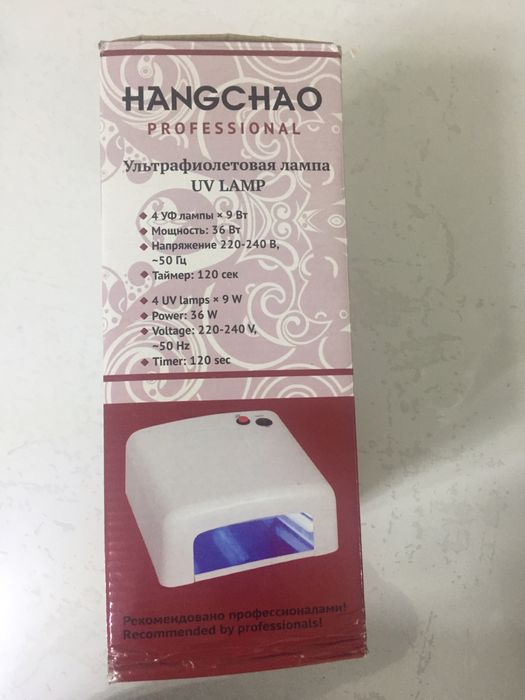 HANGCHAO
PROFESSIONAL
Ультрафиолетовая лампа
UV LAMP
◆ 4 УФ лампы × 9 Вт
◆ Мощность: 36 Вт
◆ Напряжение 220-240 В,
~50 Гц
◆ Таймер: 120 сек
◆ 4 UV lamps × 9 W
◆ Power: 36 W
◆ Voltage: 220-240 V,
~50 Hz
◆ Timer: 120 sec
Рекомендовано профессионалами!
Recommended by professionals!